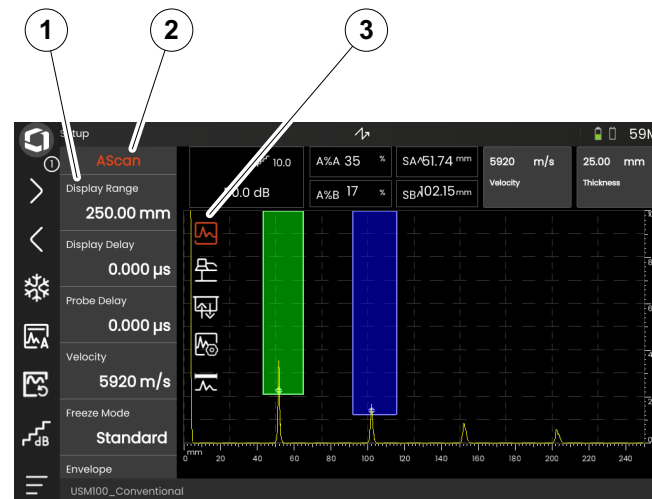 1
2
3
Setup
59M
1
AScan
10.0
A%A 35 %
SA^51.74 mm
5920 m/s
25.00 mm
Velocity
Thickness
0.0 dB
A%B 17 %
SB^102.15 mm
Display Range
250.00 mm
Display Delay
0.000 µs
Probe Delay
0.000 µs
Velocity
5920 m/s
Freeze Mode
Standard
Envelope
A
dB
mm
0 20 40 60 80 100 120 140 160 180 200 220 240
USM100_Conventional